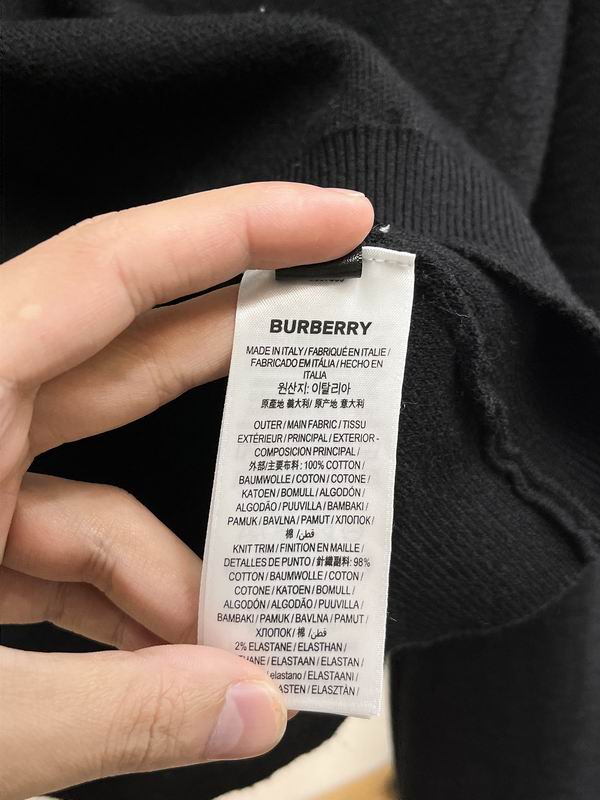 BURBERRY
MADE IN ITALY / FABRIQUÉ EN ITALIE /
FABRICADO EM ITÁLIA / HECHO EN
ITALIA
원산지: 이탈리아
原產地 義大利/ 原产地 意大利
OUTER / MAIN FABRIC / TISSU
EXTÉRIEUR / PRINCIPAL / EXTERIOR -
COMPOSICION PRINCIPAL /
外部/主要布料: 100% COTTON /
BAUMWOLLE / COTON / COTONE /
KATOEN / BOMULL / ALGODÓN /
ALGODÃO / PUUVILLA / BAMBAKI /
PAMUK / BAVLNA / PAMUT / ХЛОПОК /
棉 / قطن/
KNIT TRIM / FINITION EN MAILLE /
DETALLES DE PUNTO / 針織副料: 98%
COTTON / BAUMWOLLE / COTON /
COTONE / KATOEN / BOMULL /
ALGODÓN / ALGODÃO / PUUVILLA /
BAMBAKI / PAMUK / BAVLNA / PAMUT /
ХЛОПОК / 棉 / قطن/
2% ELASTANE / ELASTHAN /
/ ELASTAAN / ELASTAN /
elastano / ELASTAANI /
/ ELASZTÁN /